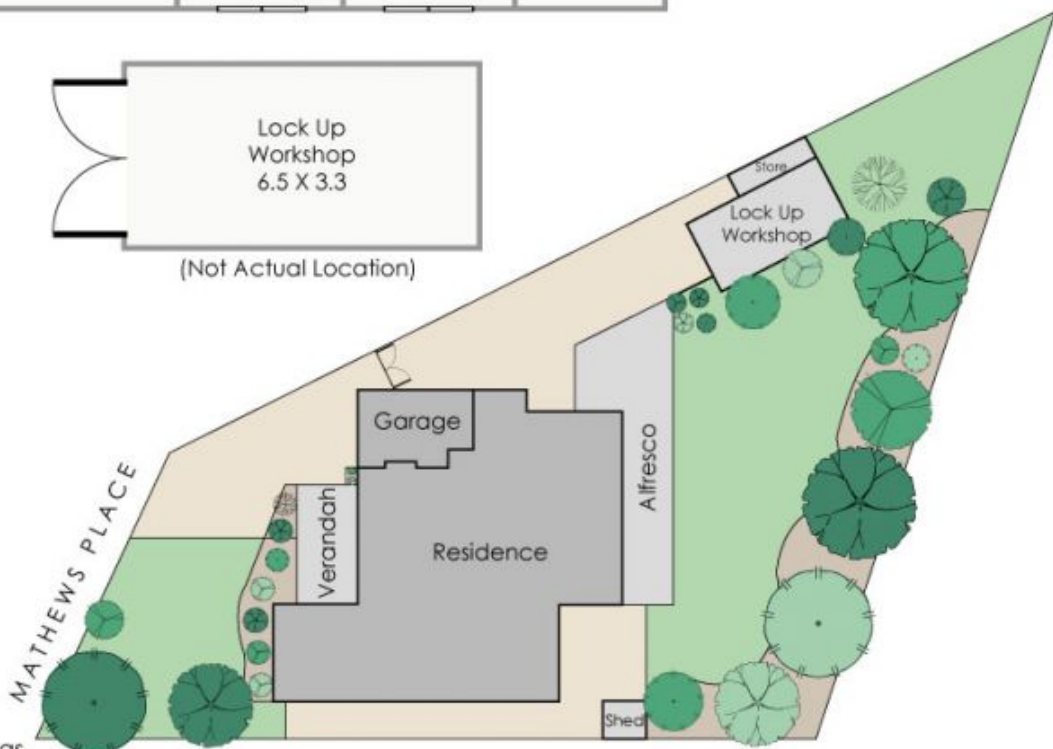 Lock Up
Workshop
6.5 X 3.3
(Not Actual Location)
Store
Lock Up
Workshop
Garage
Alfresco
Verandah
Residence
MATHEWS PLACE
Shed